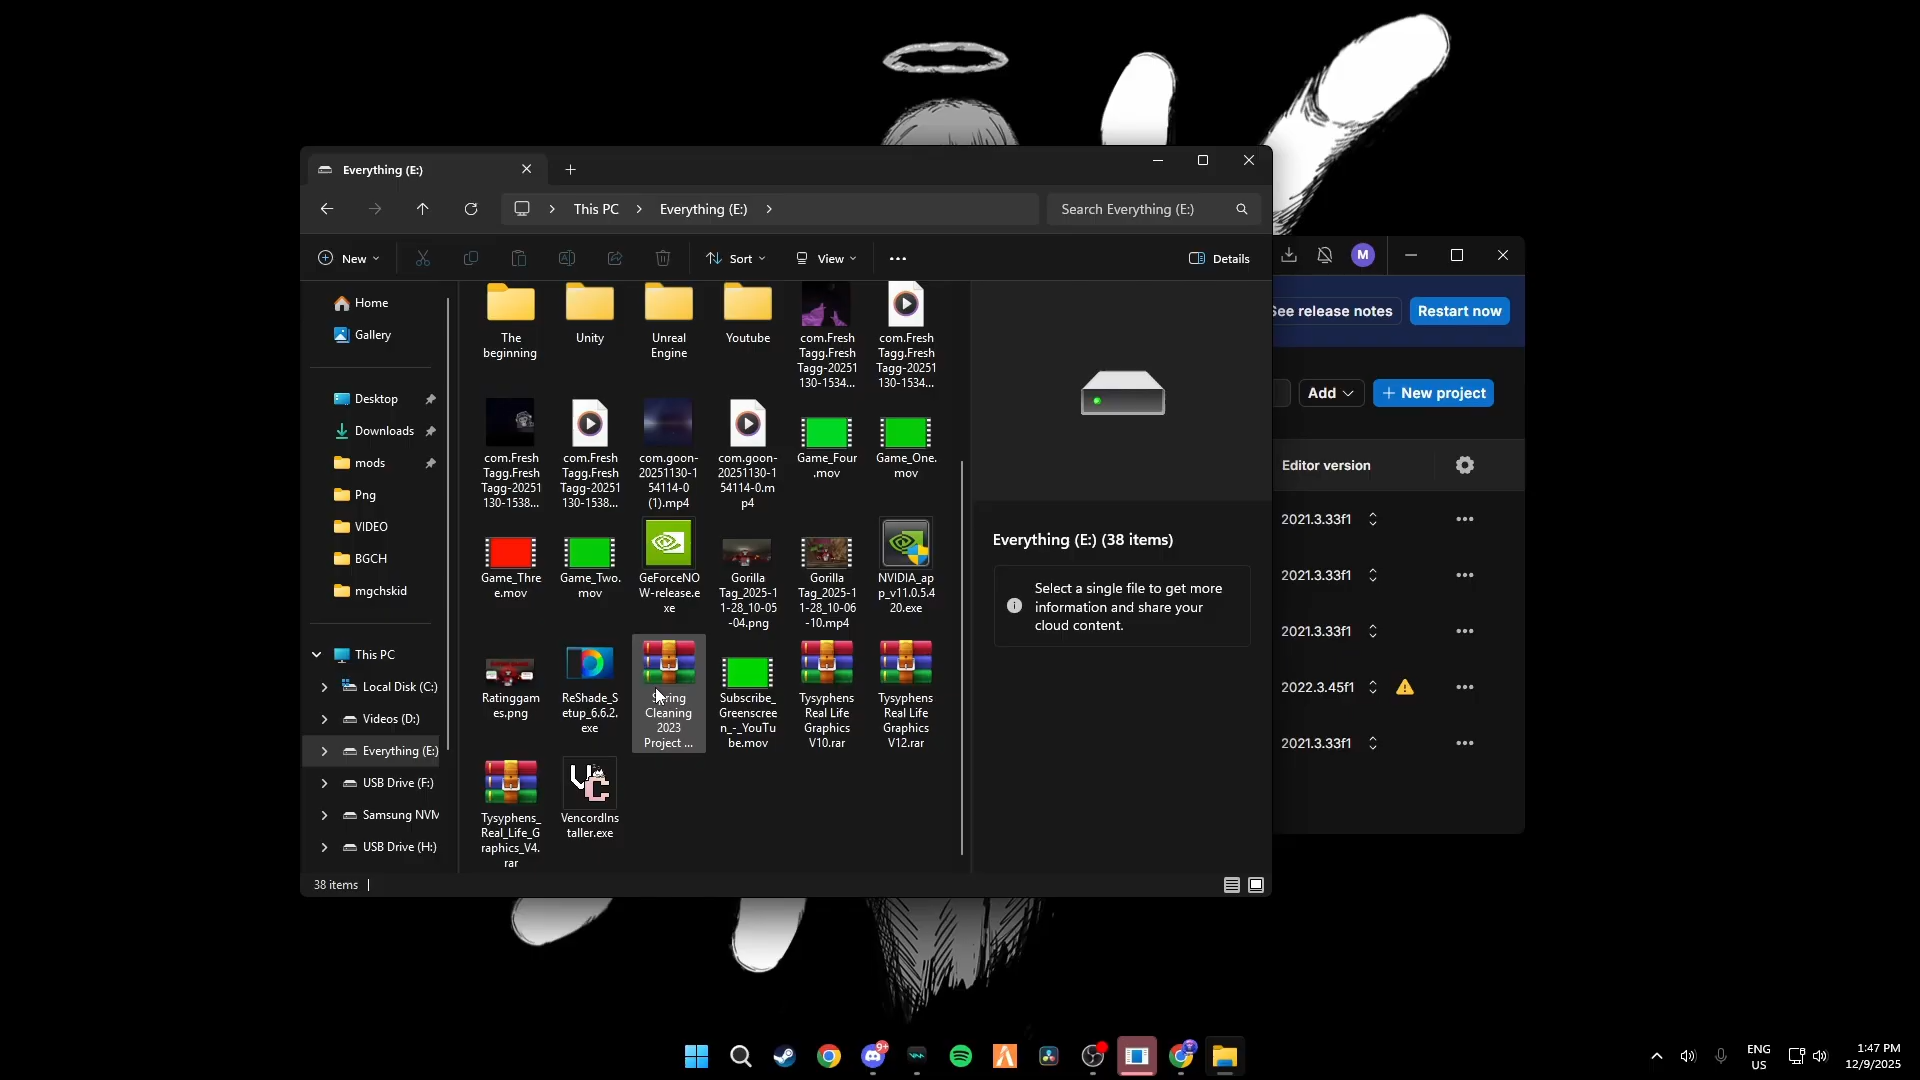 Everything (E:)
This PC
Everything (E:)
Search Everything (E:)
New
Sort
View
Details
Home
Gallery
Desktop
Downloads
mods
Png
VIDEO
BGCH
mgchskid
This PC
Local Disk (C:)
Videos (D:)
Everything (E:)
USB Drive (F:)
Samsung NVM
USB Drive (H:)
The
beginning
Unity
Unreal
Engine
Youtube
com.Fresh
Tagg.Fresh
Tagg-20251
130-1534...
com.Fresh
Tagg.Fresh
Tagg-20251
130-1534...
com.Fresh
Tagg.Fresh
Tagg-20251
130-1538...
com.Fresh
Tagg.Fresh
Tagg-20251
130-1538...
com.goon-
20251130-1
54114-0
(1).mp4
com.goon-
20251130-1
54114-0.m
p4
Game_Four
.mov
Game_One.
mov
Game_Thre
e.mov
Game_Two.
mov
GeForceNO
W-release.e
xe
Gorilla
Tag_2025-1
1-28_10-05
-04.png
Gorilla
Tag_2025-1
1-28_10-06
-10.mp4
NVIDIA_ap
p_v11.0.5.4
20.exe
Ratinggam
es.png
ReShade_S
etup_6.6.2.
exe
Spring
Cleaning
2023
Project ...
Subscribe_
Greenscree
n_-_YouTu
be.mov
Tysyphens
Real Life
Graphics
V10.rar
Tysyphens
Real Life
Graphics
V12.rar
Tysyphens_
Real_Life_G
raphics_V4.
rar
VencordIns
taller.exe
VC
Everything (E:) (38 items)
Select a single file to get more
information and share your
cloud content.
38 items
M
See release notes
Restart now
Add
+ New project
Editor version
2021.3.33f1
2021.3.33f1
2021.3.33f1
2022.3.45f1
2021.3.33f1
9+
ENG
US
1:47 PM
12/9/2025